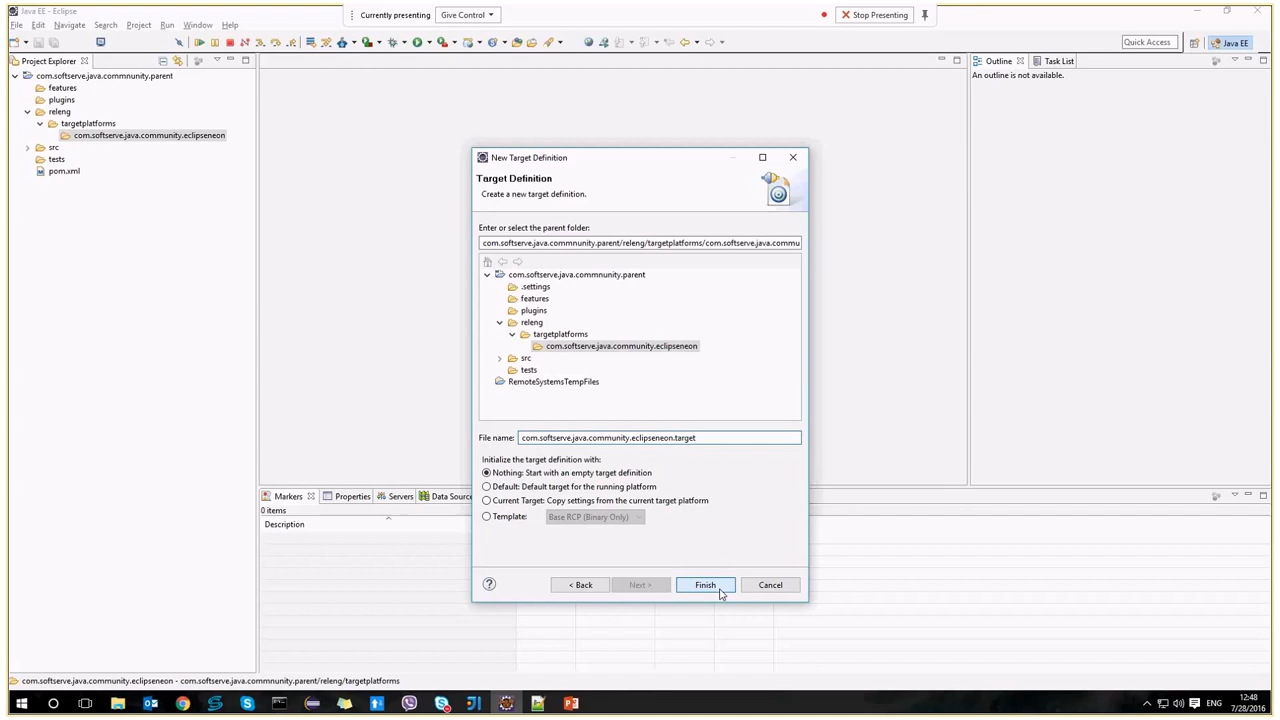 Java EE - Eclipse
Currently presenting
Give Control
Stop Presenting
File Edit Navigate Search Project Run Window Help
Quick Access
Java EE
Project Explorer
com.softserve.java.commnunity.parent
features
plugins
releng
targetplatforms
com.softserve.java.community.eclipseneon
src
tests
pom.xml
Outline
Task List
An outline is not available.
New Target Definition
Target Definition
Create a new target definition.
Enter or select the parent folder:
com.softserve.java.commnunity.parent/releng/targetplatforms/com.softserve.java.commu
com.softserve.java.commnunity.parent
.settings
features
plugins
releng
targetplatforms
com.softserve.java.community.eclipseneon
src
tests
RemoteSystemsTempFiles
File name:
com.softserve.java.community.eclipseneon.target
Initialize the target definition with:
Nothing: Start with an empty target definition
Default: Default target for the running platform
Current Target: Copy settings from the current target platform
Template:
Base RCP (Binary Only)
< Back
Next >
Finish
Cancel
Markers
Properties
Servers
Data Source
0 items
Description
com.softserve.java.community.eclipseneon - com.softserve.java.commnunity.parent/releng/targetplatforms
ENG
12:48
7/28/2016